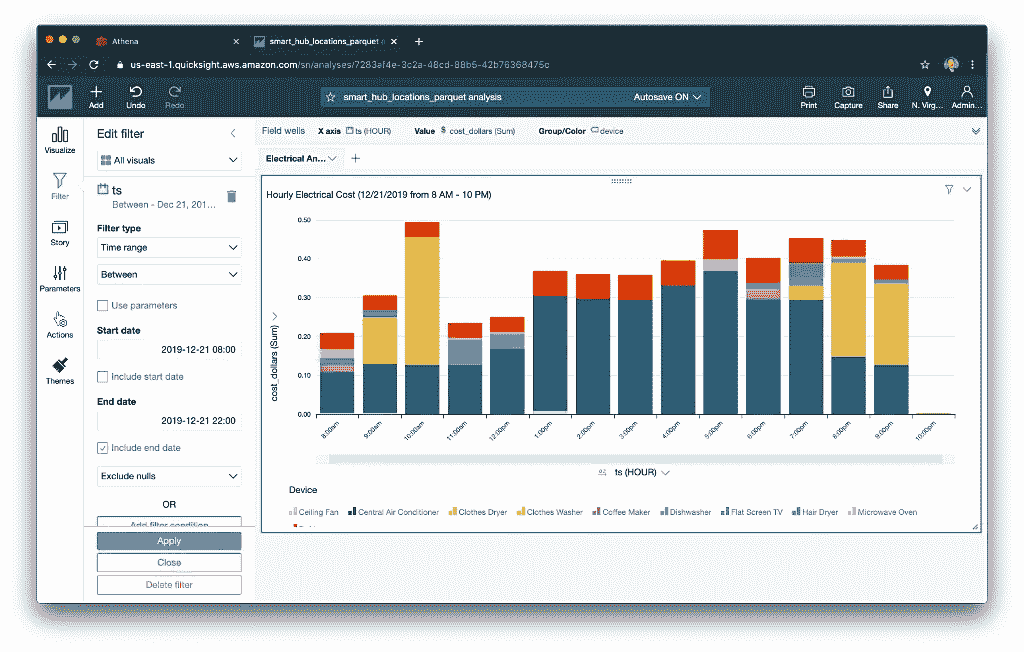 Athena
smart_hub_locations_parquet
us-east-1.quicksight.aws.amazon.com/sn/analyses/7283af4e-3c2a-48cd-88b5-42b76368475c
Add Undo Redo
smart_hub_locations_parquet analysis Autosave ON
Print Capture Share N. Virg... Admin...
Visualize
Filter
Story
Parameters
Actions
Themes
Edit filter
All visuals
ts
Between - Dec 21, 201...
Filter type
Time range
Between
Use parameters
Start date
2019-12-21 08:00
Include start date
End date
2019-12-21 22:00
Include end date
Exclude nulls
OR
Add filter condition
Apply
Close
Delete filter
Field wells X axis ts (HOUR) Value $ cost_dollars (Sum) Group/Color device
Electrical An...
Hourly Electrical Cost (12/21/2019 from 8 AM - 10 PM)
cost_dollars (Sum)
0.50
0.40
0.30
0.20
0.10
0.00
8:00am 9:00am 10:00am 11:00am 12:00pm 1:00pm 2:00pm 3:00pm 4:00pm 5:00pm 6:00pm 7:00pm 8:00pm 9:00pm 10:00pm
ts (HOUR)
Device
Ceiling Fan Central Air Conditioner Clothes Dryer Clothes Washer Coffee Maker Dishwasher Flat Screen TV Hair Dryer Microwave Oven